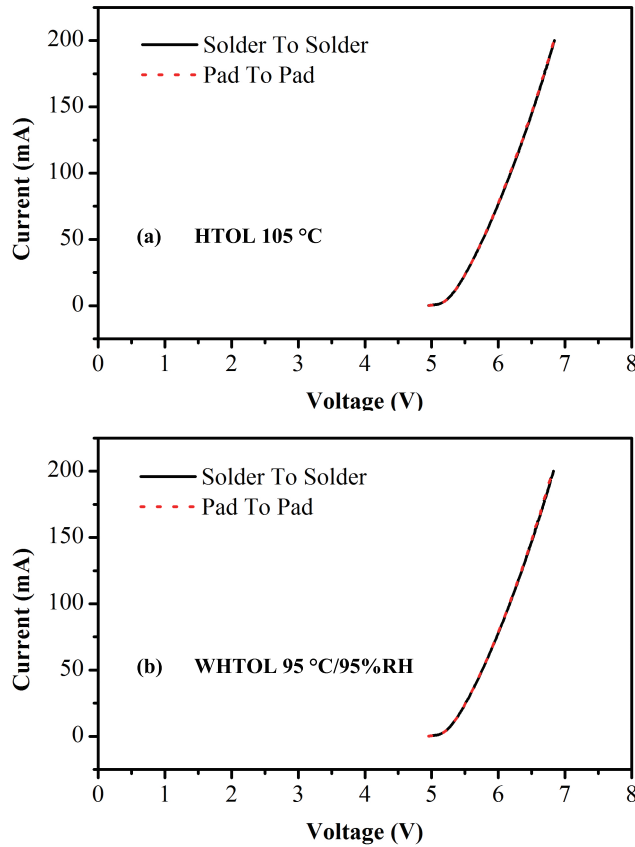 200
Solder To Solder
Pad To Pad
150
Current (mA)
100
50
(a) HTOL 105 °C
0
0 1 2 3 4 5 6 7 8
Voltage (V)
200
Solder To Solder
Pad To Pad
150
Current (mA)
100
50
(b) WHTOL 95 °C/95%RH
0
0 1 2 3 4 5 6 7 8
Voltage (V)